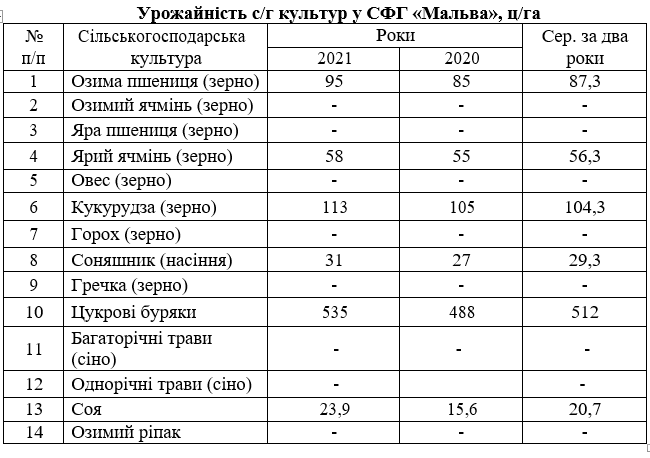 Урожайність с/г культур у СФГ «Мальва», ц/га
№ п/п Сільськогосподарська культура Роки Сер. за два роки
2021 2020
1 Озима пшениця (зерно) 95 85 87,3
2 Озимий ячмінь (зерно) - - -
3 Яра пшениця (зерно) - - -
4 Ярий ячмінь (зерно) 58 55 56,3
5 Овес (зерно) - - -
6 Кукурудза (зерно) 113 105 104,3
7 Горох (зерно) - - -
8 Соняшник (насіння) 31 27 29,3
9 Гречка (зерно) - - -
10 Цукрові буряки 535 488 512
11 Багаторічні трави (сіно) - - -
12 Однорічні трави (сіно) - -
13 Соя 23,9 15,6 20,7
14 Озимий ріпак - - -